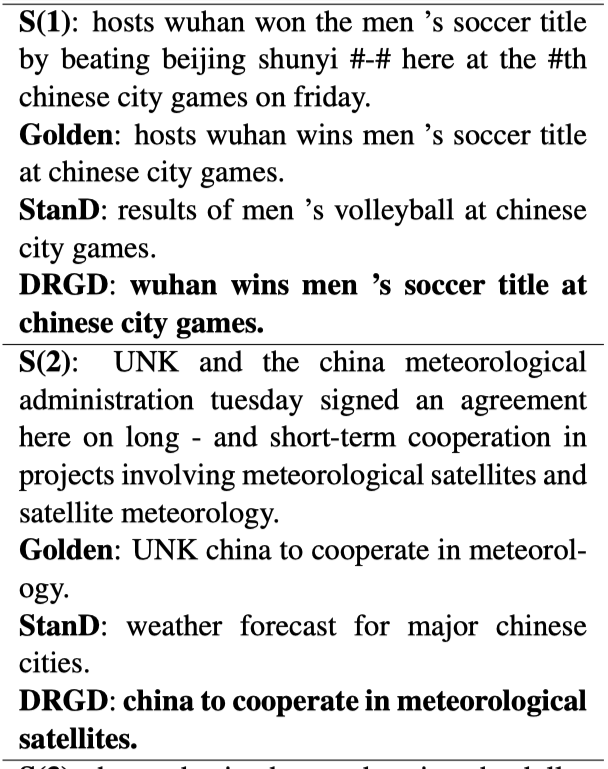 S(1): hosts wuhan won the men 's soccer title
by beating beijing shunyi #-# here at the #th
chinese city games on friday.
Golden: hosts wuhan wins men 's soccer title
at chinese city games.
StanD: results of men 's volleyball at chinese
city games.
DRGD: wuhan wins men 's soccer title at
chinese city games.
S(2): UNK and the china meteorological
administration tuesday signed an agreement
here on long - and short-term cooperation in
projects involving meteorological satellites and
satellite meteorology.
Golden: UNK china to cooperate in meteorol-
ogy.
StanD: weather forecast for major chinese
cities.
DRGD: china to cooperate in meteorological
satellites.